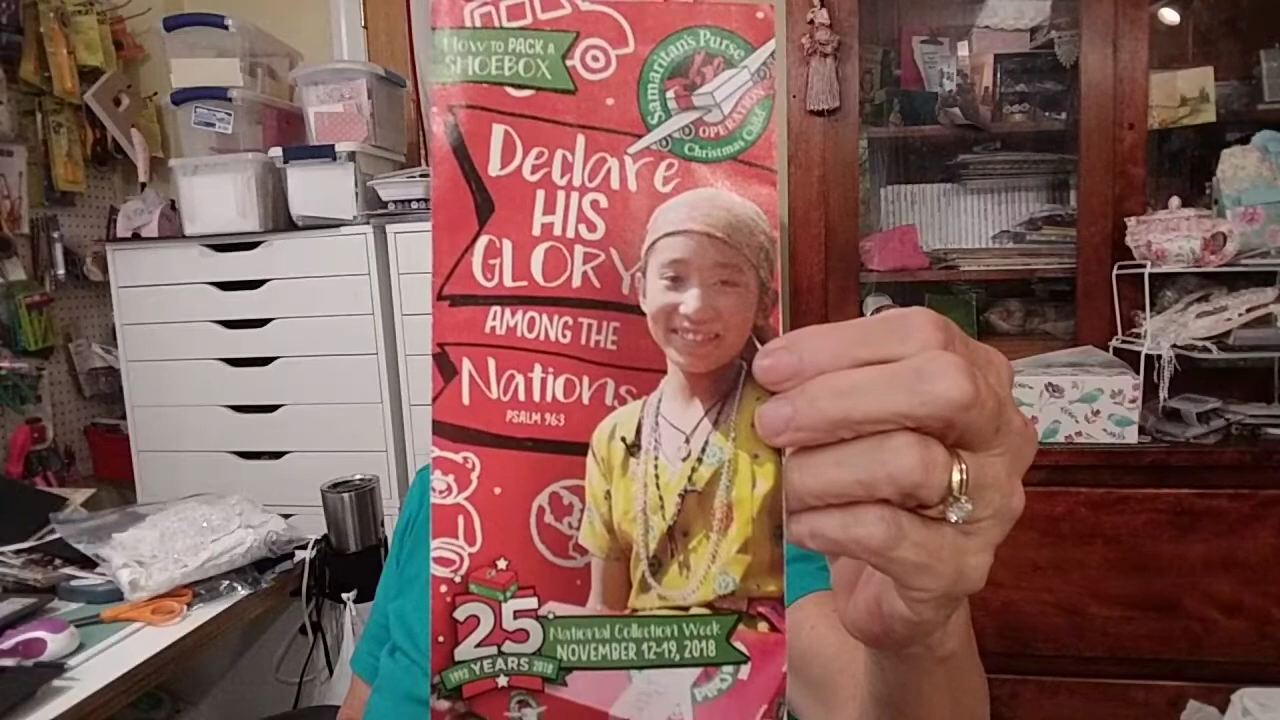 How to PACK A
SHOEBOX
Samaritan's Purse
OPERATION
Christmas Child
Declare
HIS
GLORY
AMONG THE
Nations
PSALM 96:3
25
YEARS
1993
2018
National Collection Week
NOVEMBER 12-19, 2018